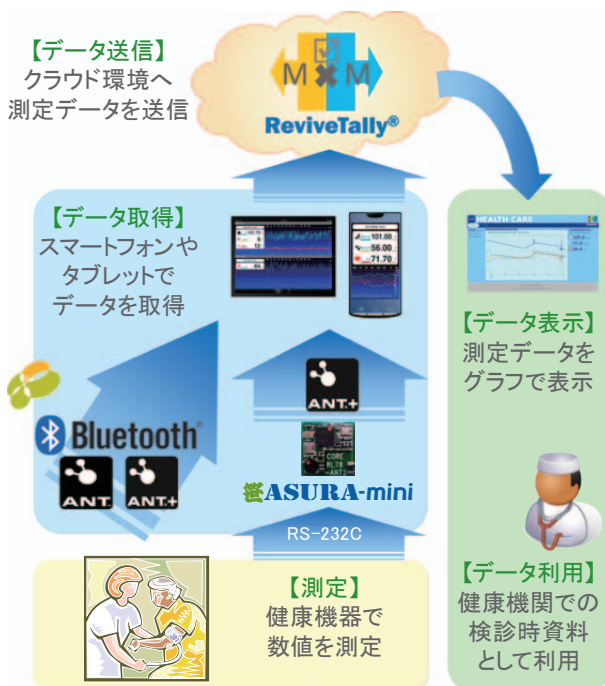 【データ送信】
クラウド環境へ
測定データを送信
M M
ReviveTally®
【データ取得】
スマートフォンや
タブレットで
データを取得
101.00
56.00
71.70
HEALTH CARE
【データ表示】
測定データを
グラフで表示
Bluetooth®
ANT
ANT+
ANT+
CORE
RL78
-ANT2-
ASURA-mini
RS-232C
【測定】
健康機器で
数値を測定
【データ利用】
健康機関での
検診時資料
として利用